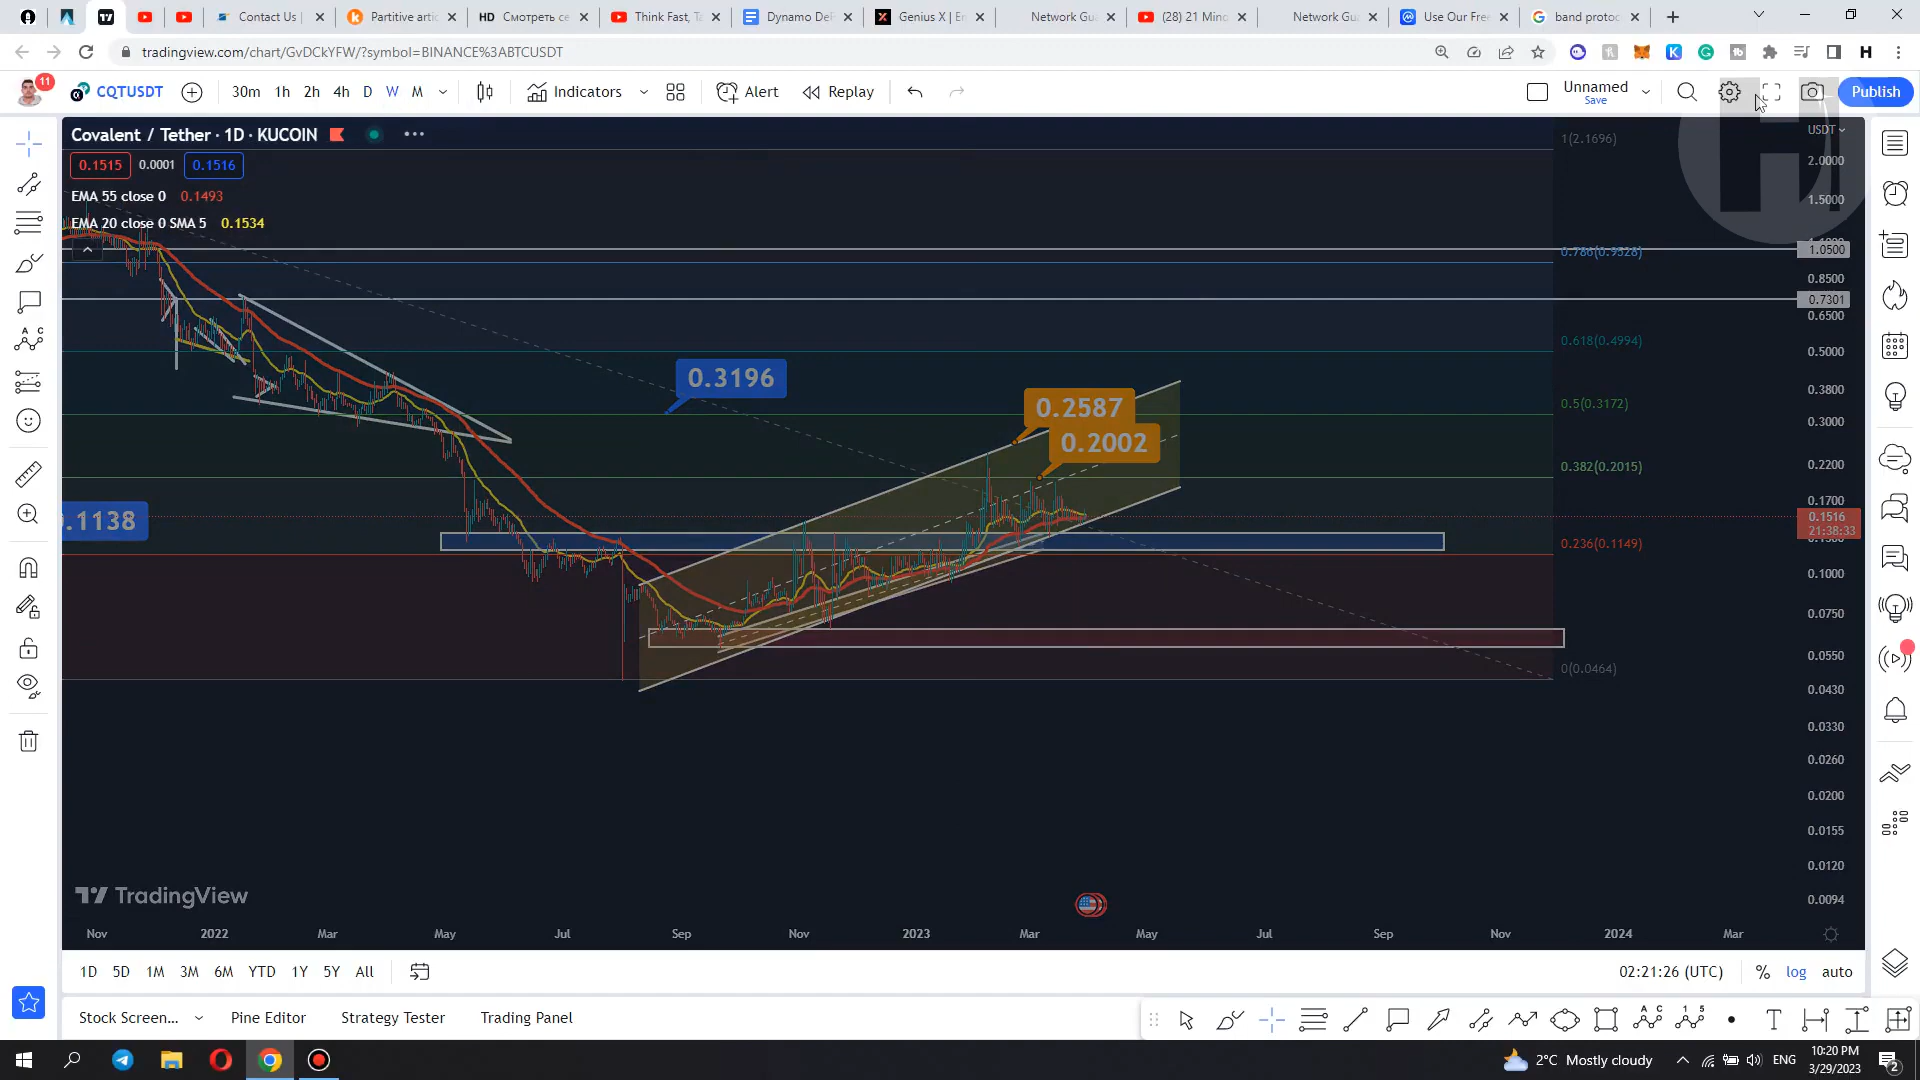 Contact Us |
Partitive arti
Смотреть се
Think Fast, Ta
Dynamo DeF
Genius X | E
Network Gua
(28) 21 Mino
Network Gua
Use Our Free
band protoc
tradingview.com/chart/GvDCkYFW/?symbol=BINANCE%3ABTCUSDT
11
CQTUSDT
30m 1h 2h 4h D W M
Indicators
Alert
Replay
Unnamed
Save
Publish
Covalent / Tether · 1D · KUCOIN
0.1515 0.0001 0.1516
EMA 55 close 0 0.1493
EMA 20 close 0 SMA 5 0.1534
USDT
1(2.1696)
2.0000
1.5000
1.0500
0.786(0.9528)
0.8500
0.7301
0.6500
0.618(0.4994)
0.5000
0.3196
0.3800
0.2587
0.5(0.3172)
0.3000
0.2002
0.382(0.2015)
0.2200
0.1700
.1138
0.1516
21:38:33
0.236(0.1149)
0.1000
0.0750
0.0550
0(0.0464)
0.0430
0.0330
0.0260
0.0200
0.0155
0.0120
0.0094
TradingView
Nov 2022 Mar May Jul Sep Nov 2023 Mar May Jul Sep Nov 2024 Mar
1D 5D 1M 3M 6M YTD 1Y 5Y All
02:21:26 (UTC) % log auto
Stock Screen... Pine Editor Strategy Tester Trading Panel
2°C Mostly cloudy
ENG
10:20 PM
3/29/2023
2